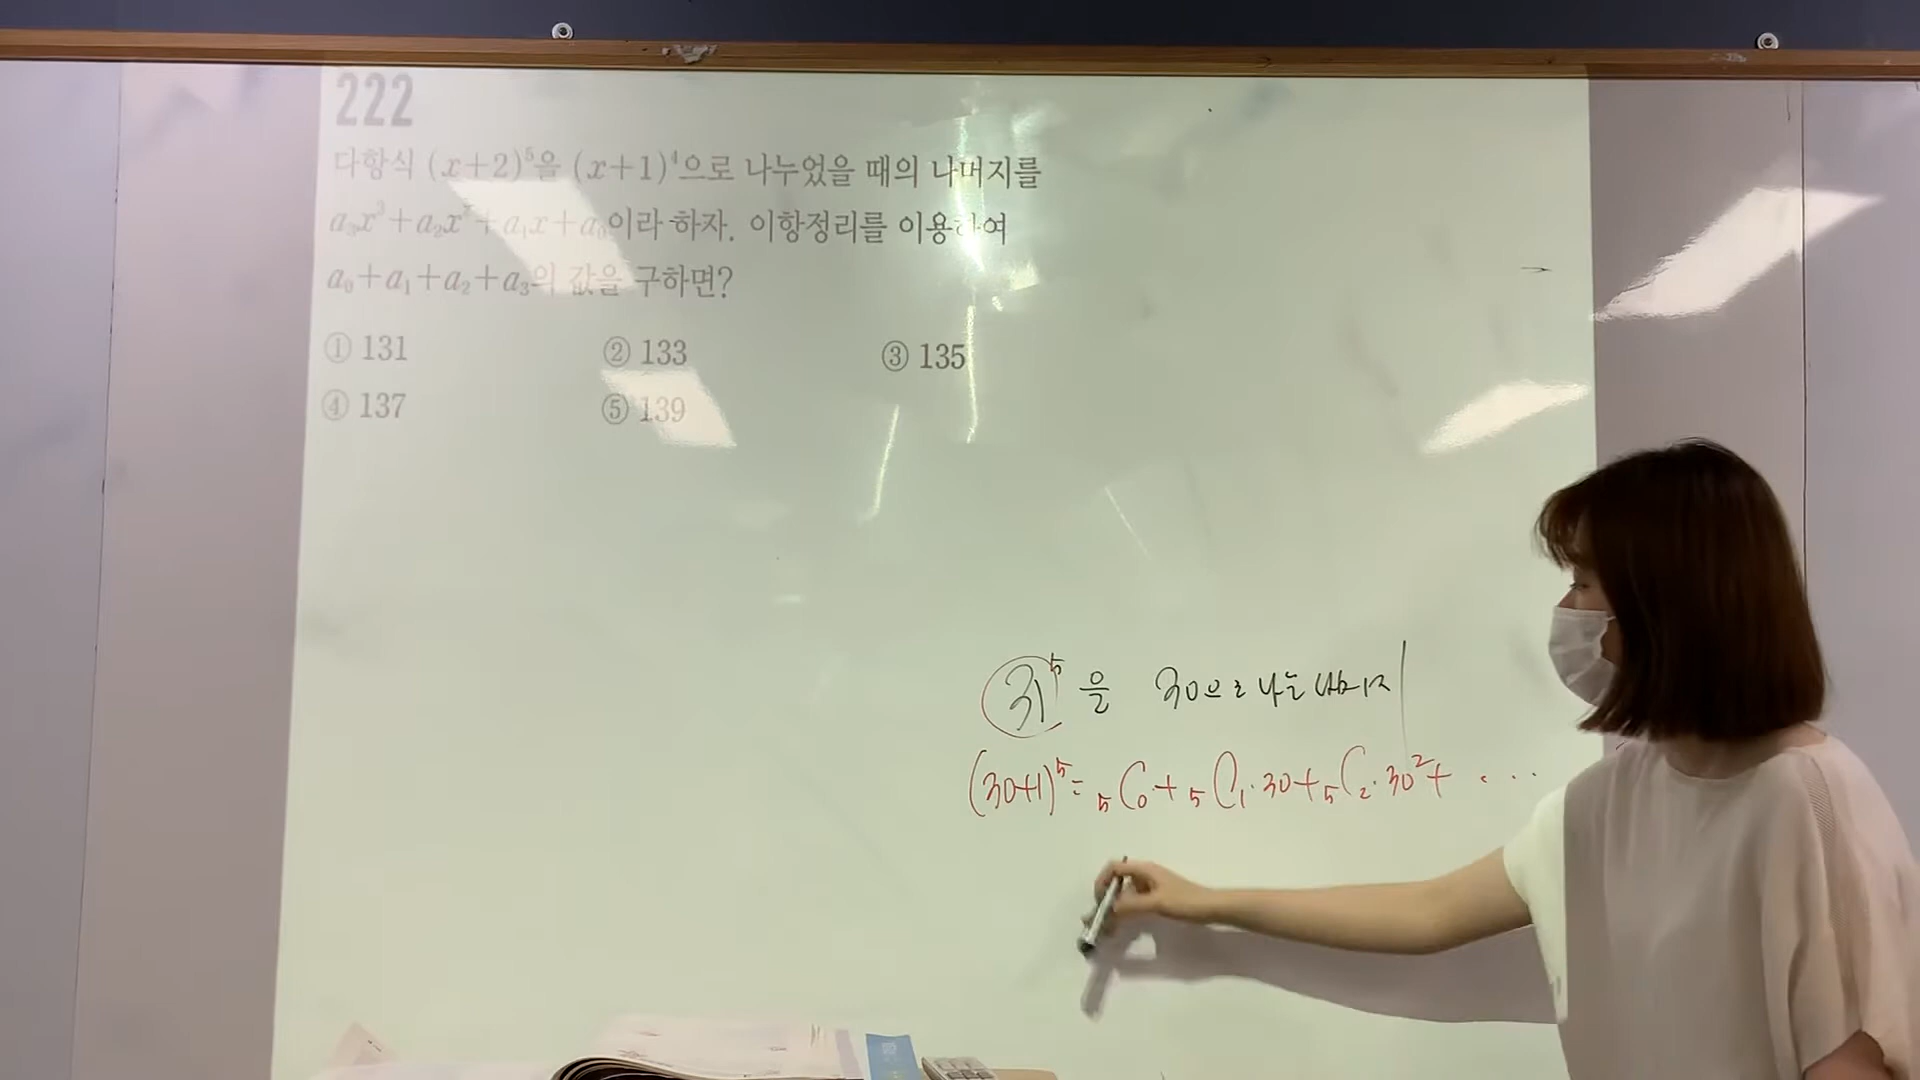 222
다항식 (x+2)⁵을 (x+1)⁴으로 나누었을 때의 나머지를
a₃x³+a₂x²+a₁x+a₀이라 하자. 이항정리를 이용하여
a₀+a₁+a₂+a₃의 값을 구하면?
① 131 ② 133 ③ 135
④ 137 ⑤ 139
31⁵을 30으로 나눈 나머지
(30+1)⁵= ₅C₀+₅C₁·30+₅C₂·30²+ ····